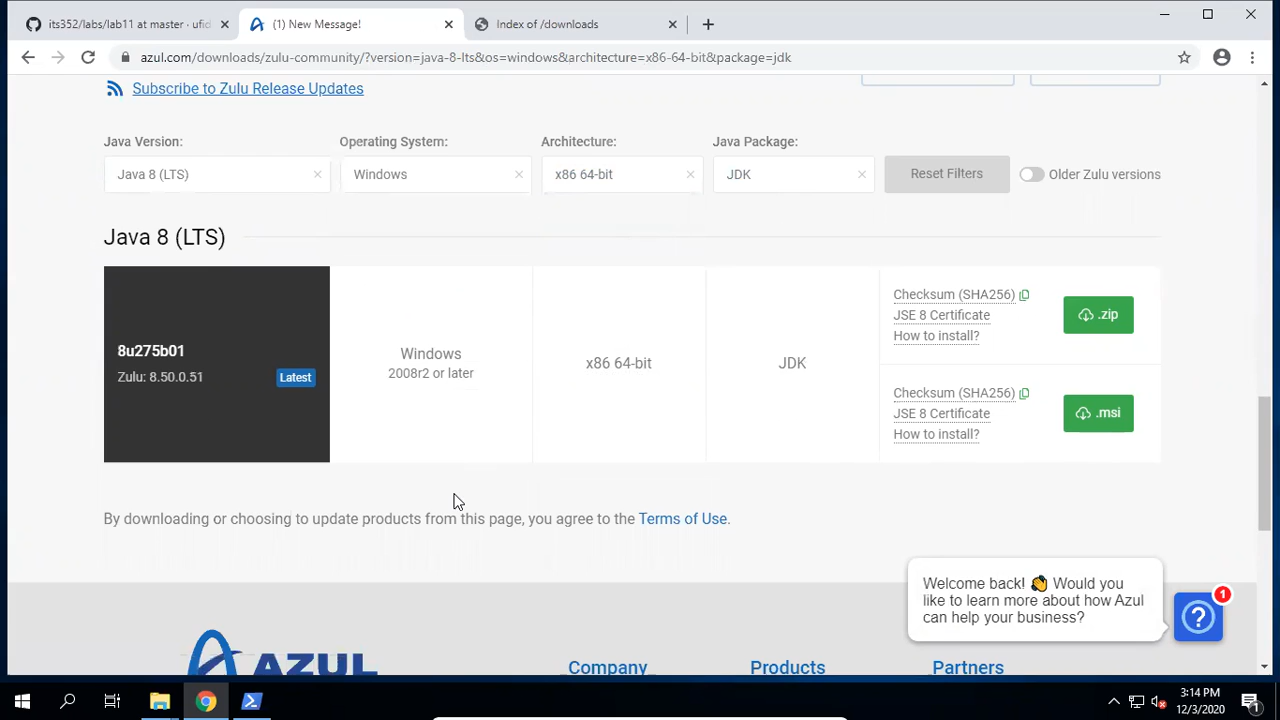 its352/labs/lab11 at master · ufid
(1) New Message!
Index of /downloads
azul.com/downloads/zulu-community/?version=java-8-lts&os=windows&architecture=x86-64-bit&package=jdk
Subscribe to Zulu Release Updates
Java Version:
Operating System:
Architecture:
Java Package:
Java 8 (LTS)
Windows
x86 64-bit
JDK
Reset Filters
Older Zulu versions
Java 8 (LTS)
8u275b01
Zulu: 8.50.0.51
Latest
Windows
2008r2 or later
x86 64-bit
JDK
Checksum (SHA256)
JSE 8 Certificate
How to install?
.zip
Checksum (SHA256)
JSE 8 Certificate
How to install?
.msi
By downloading or choosing to update products from this page, you agree to the Terms of Use.
Welcome back! 👋 Would you
like to learn more about how Azul
can help your business?
1
AZUL
Company
Products
Partners
3:14 PM
12/3/2020
1